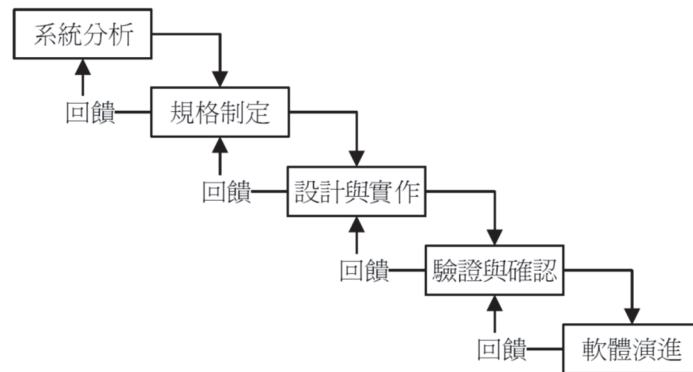 系統分析
回饋
規格制定
回饋
設計與實作
回饋
驗證與確認
回饋
軟體演進